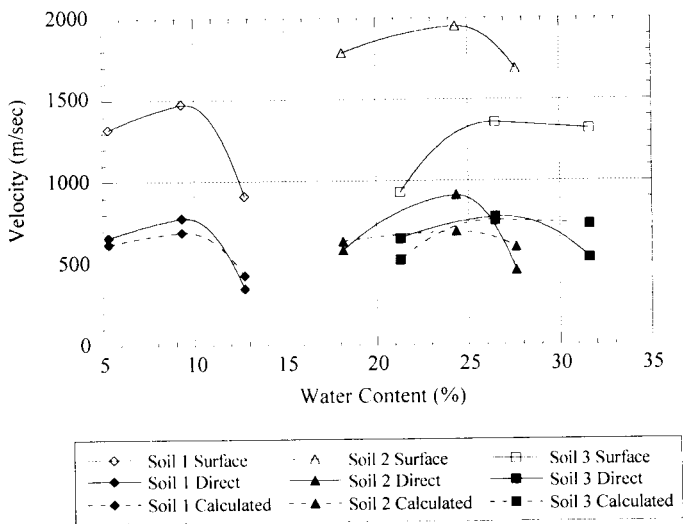 2000
1500
1000
500
0
Velocity (m/sec)
5 10 15 20 25 30 35
Water Content (%)
Soil 1 Surface Soil 2 Surface Soil 3 Surface
Soil 1 Direct Soil 2 Direct Soil 3 Direct
Soil 1 Calculated Soil 2 Calculated Soil 3 Calculated